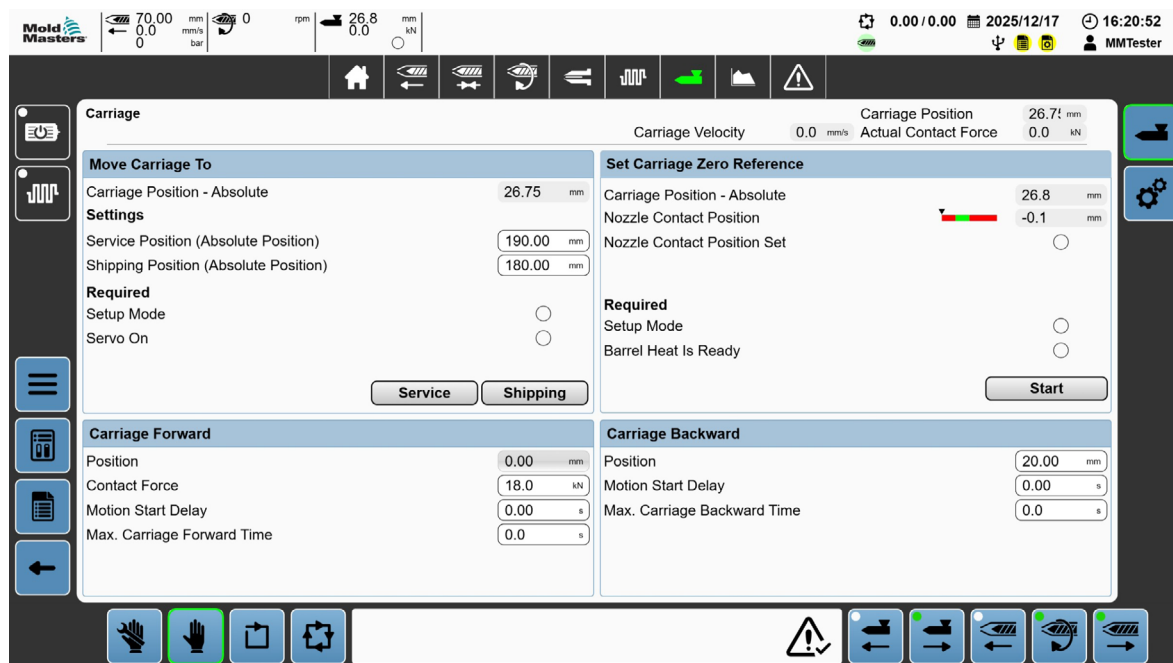 Mold Masters
70.00 mm
0.0 mm/s
0 bar
0 rpm
26.8 mm
0.0 kN
0.00 / 0.00
2025/12/17
16:20:52
MMTester
Carriage
Carriage Position 26.75 mm
Carriage Velocity 0.0 mm/s Actual Contact Force 0.0 kN
Move Carriage To
Carriage Position - Absolute 26.75 mm
Settings
Service Position (Absolute Position) 190.00 mm
Shipping Position (Absolute Position) 180.00 mm
Required
Setup Mode
Servo On
Service Shipping
Set Carriage Zero Reference
Carriage Position - Absolute 26.8 mm
Nozzle Contact Position -0.1 mm
Nozzle Contact Position Set
Required
Setup Mode
Barrel Heat Is Ready
Start
Carriage Forward
Position 0.00 mm
Contact Force 18.0 kN
Motion Start Delay 0.00 s
Max. Carriage Forward Time 0.0 s
Carriage Backward
Position 20.00 mm
Motion Start Delay 0.00 s
Max. Carriage Backward Time 0.0 s